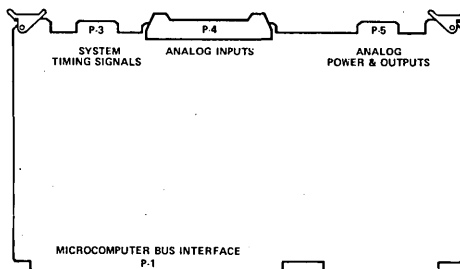 P-3
P-4
P-5
SYSTEM
TIMING SIGNALS
ANALOG INPUTS
ANALOG
POWER & OUTPUTS
MICROCOMPUTER BUS INTERFACE
P-1